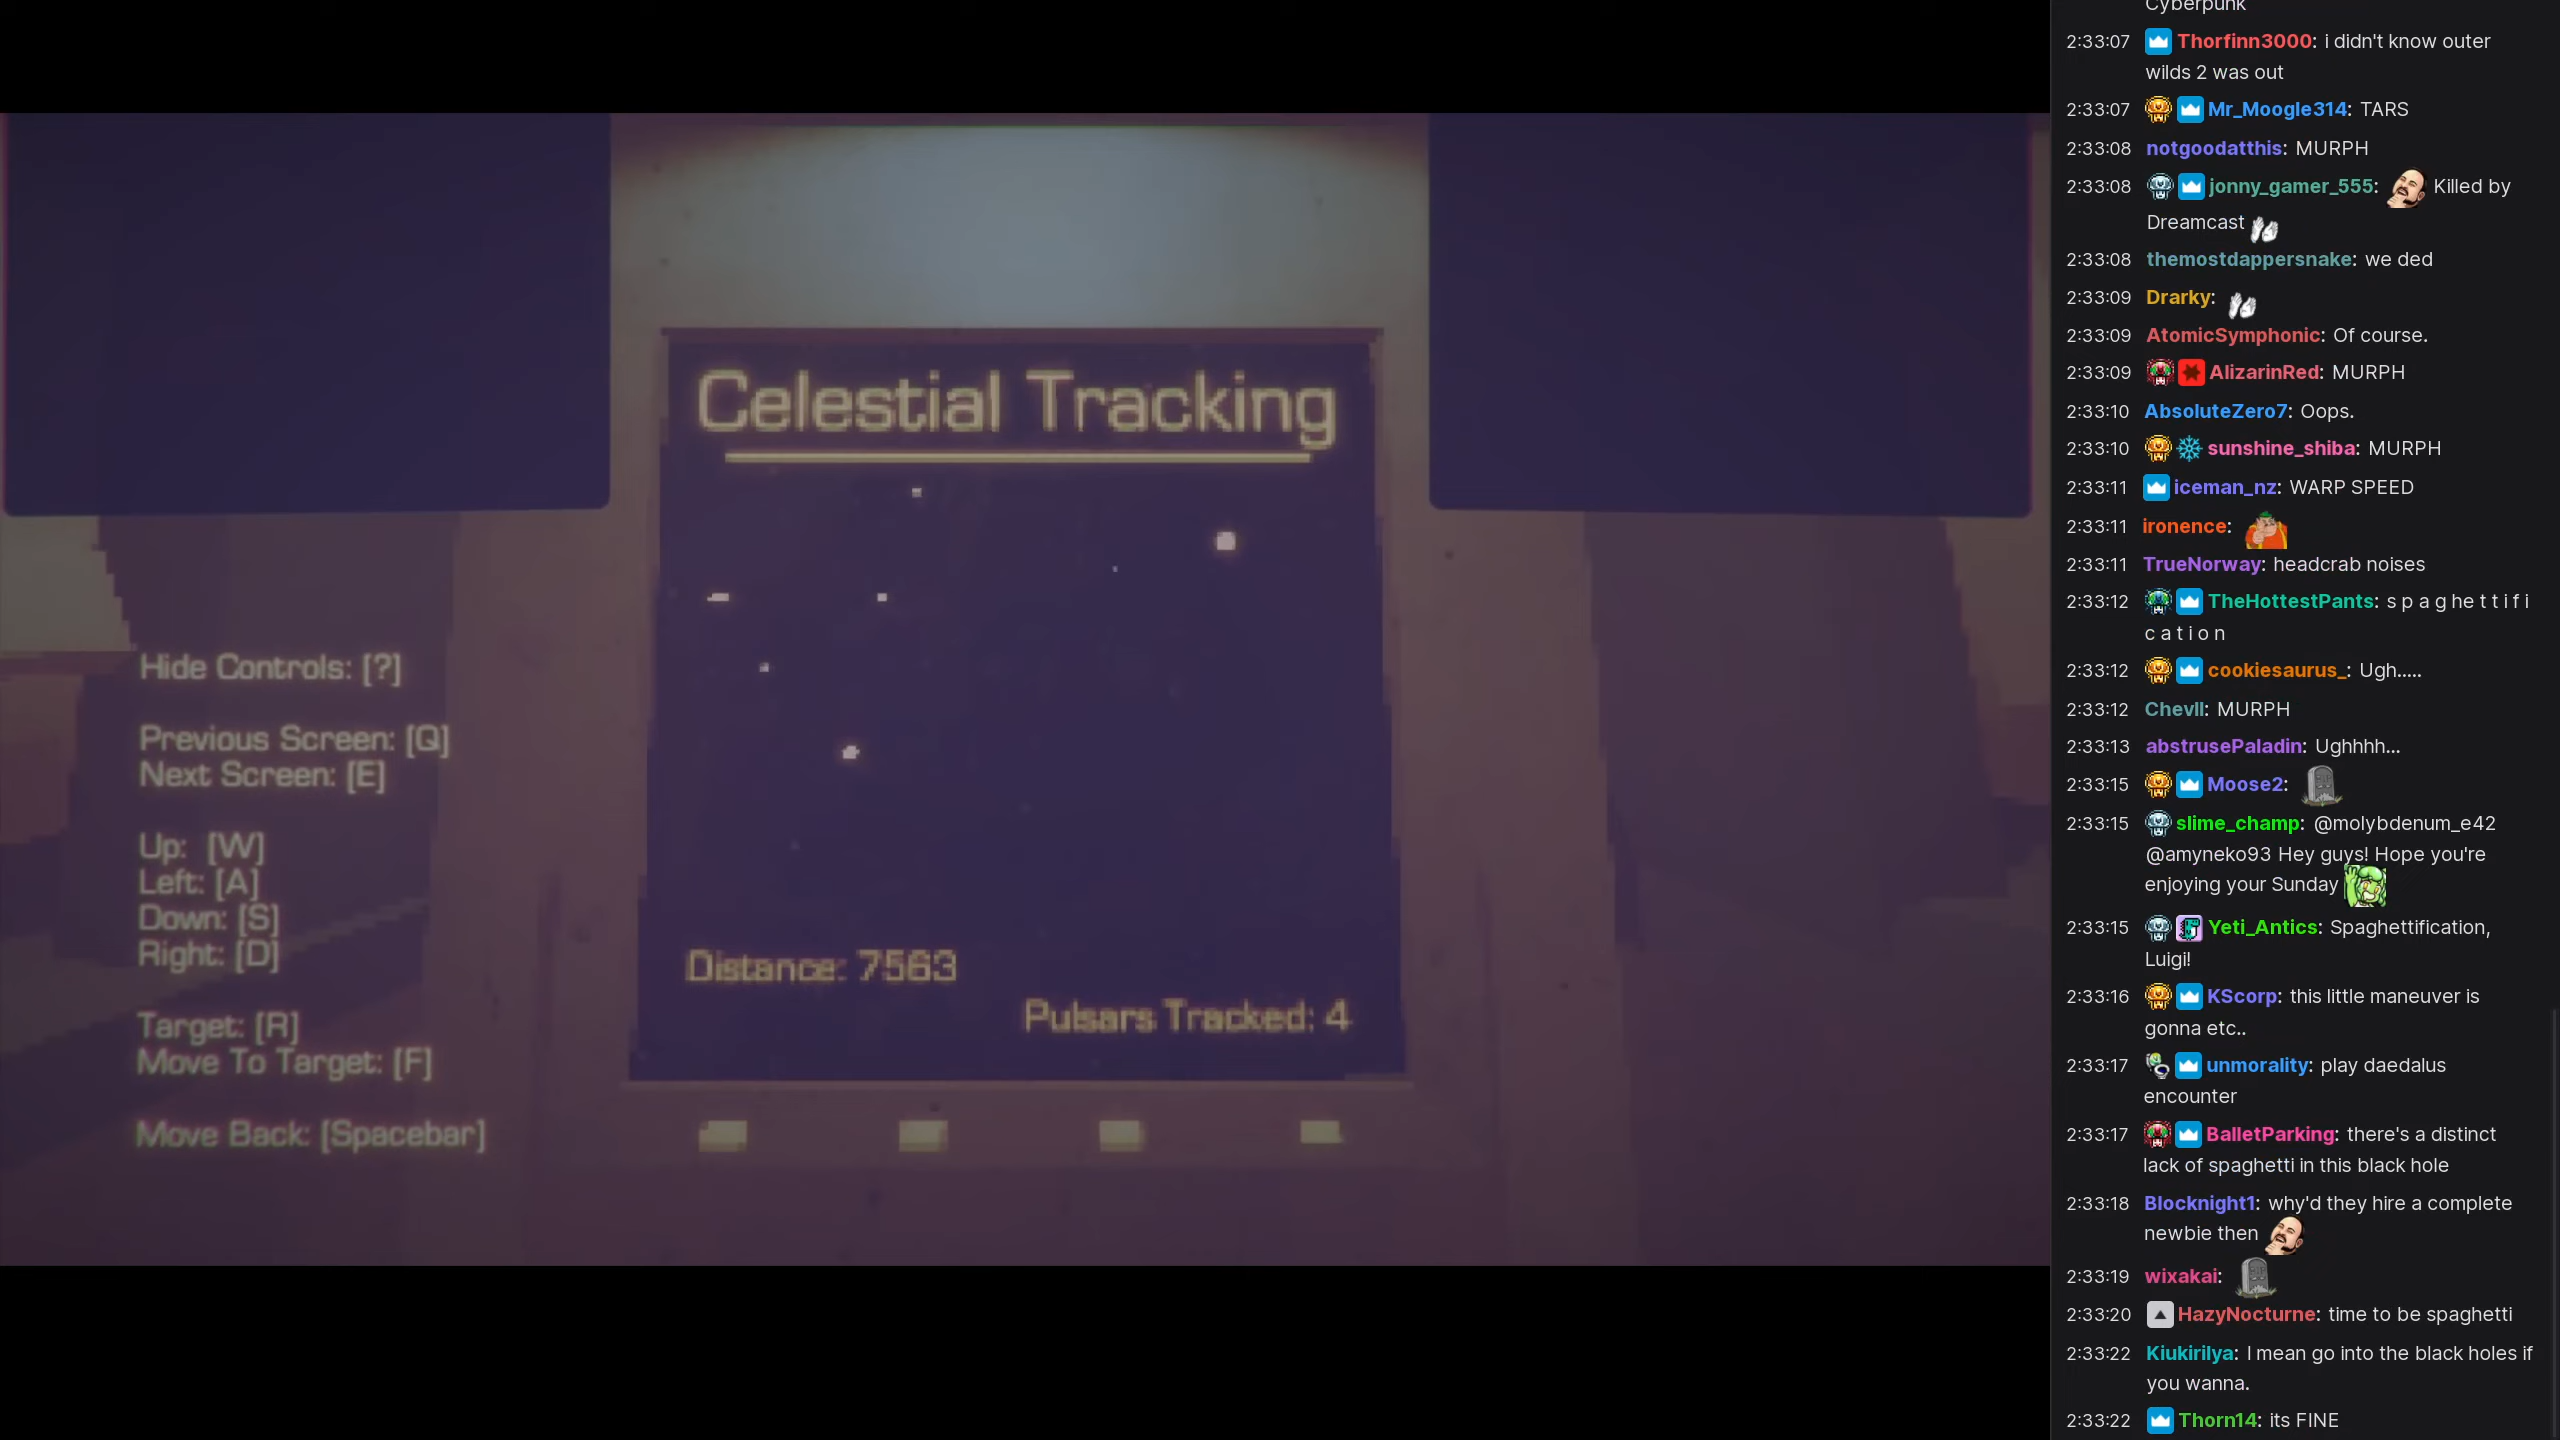 Celestial Tracking
Distance: 7563
Pulsars Tracked: 4
Hide Controls: [?]
Previous Screen: [Q]
Next Screen: [E]
Up: [W]
Left: [A]
Down: [S]
Right: [D]
Target: [R]
Move To Target: [F]
Move Back: [Spacebar]
Cyberpunk
2:33:07 Thorfinn3000: i didn't know outer
wilds 2 was out
2:33:07 Mr_Moogle314: TARS
2:33:08 notgoodatthis: MURPH
2:33:08 jonny_gamer_555: Killed by
Dreamcast
2:33:08 themostdappersnake: we ded
2:33:09 Drarky:
2:33:09 AtomicSymphonic: Of course.
2:33:09 AlizarinRed: MURPH
2:33:10 AbsoluteZero7: Oops.
2:33:10 sunshine_shiba: MURPH
2:33:11 iceman_nz: WARP SPEED
2:33:11 ironence:
2:33:11 TrueNorway: headcrab noises
2:33:12 TheHottestPants: s p a g h e t t i f i
c a t i o n
2:33:12 cookiesaurus_: Ugh.....
2:33:12 Chevll: MURPH
2:33:13 abstrusePaladin: Ughhhh...
2:33:15 Moose2:
2:33:15 slime_champ: @molybdenum_e42
@amyneko93 Hey guys! Hope you're
enjoying your Sunday
2:33:15 Yeti_Antics: Spaghettification,
Luigi!
2:33:16 KScorp: this little maneuver is
gonna etc..
2:33:17 unmorality: play daedalus
encounter
2:33:17 BalletParking: there's a distinct
lack of spaghetti in this black hole
2:33:18 Blocknight1: why'd they hire a complete
newbie then
2:33:19 wixakai:
2:33:20 HazyNocturne: time to be spaghetti
2:33:22 Kiukirilya: I mean go into the black holes if
you wanna.
2:33:22 Thorn14: its FINE